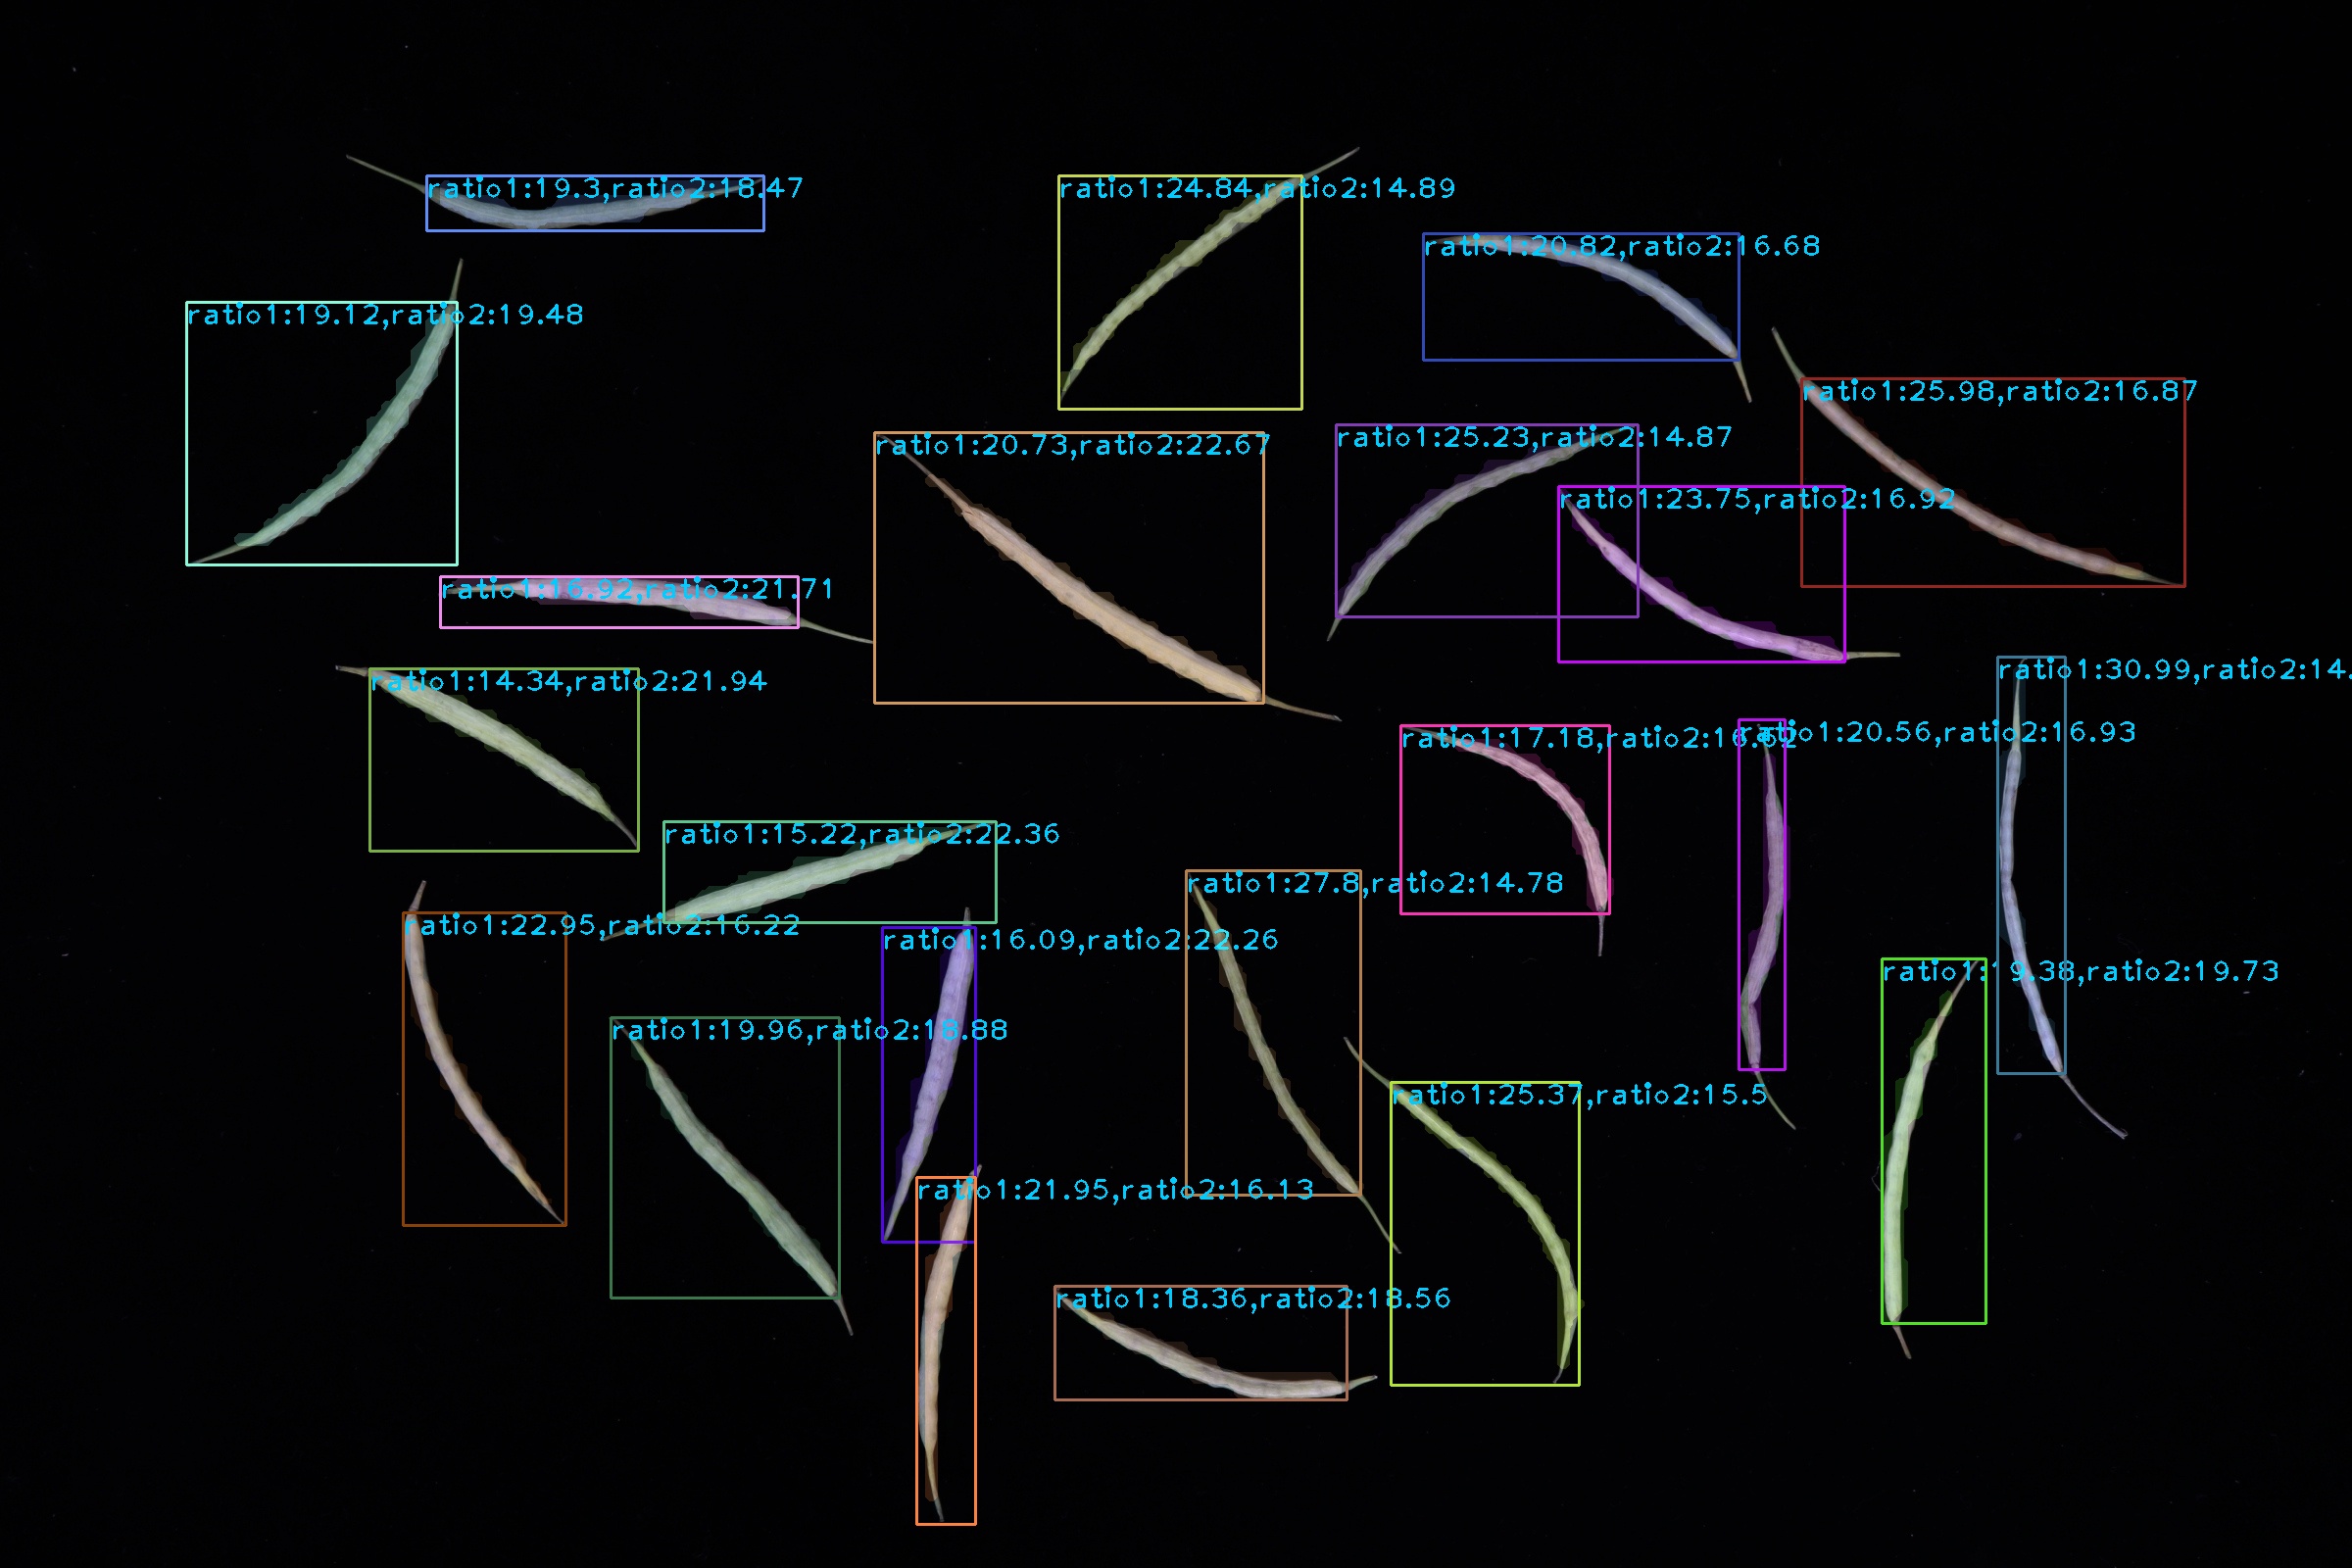 ratio1:19.3,ratio2:18.47
ratio1:24.84,ratio2:14.89
ratio1:20.82,ratio2:16.68
ratio1:19.12,ratio2:19.48
ratio1:25.98,ratio2:16.87
ratio1:20.73,ratio2:22.67
ratio1:25.23,ratio2:14.87
ratio1:23.75,ratio2:16.92
ratio1:16.92,ratio2:21.71
ratio1:14.34,ratio2:21.94
ratio1:30.99,ratio2:14.
ratio1:17.18,ratio2:16.
ratio1:20.56,ratio2:16.93
ratio1:15.22,ratio2:22.36
ratio1:27.8,ratio2:14.78
ratio1:22.95,ratio2:16.22
ratio1:16.09,ratio2:22.26
ratio1:19.38,ratio2:19.73
ratio1:19.96,ratio2:18.88
ratio1:25.37,ratio2:15.5
ratio1:21.95,ratio2:16.13
ratio1:18.36,ratio2:18.56